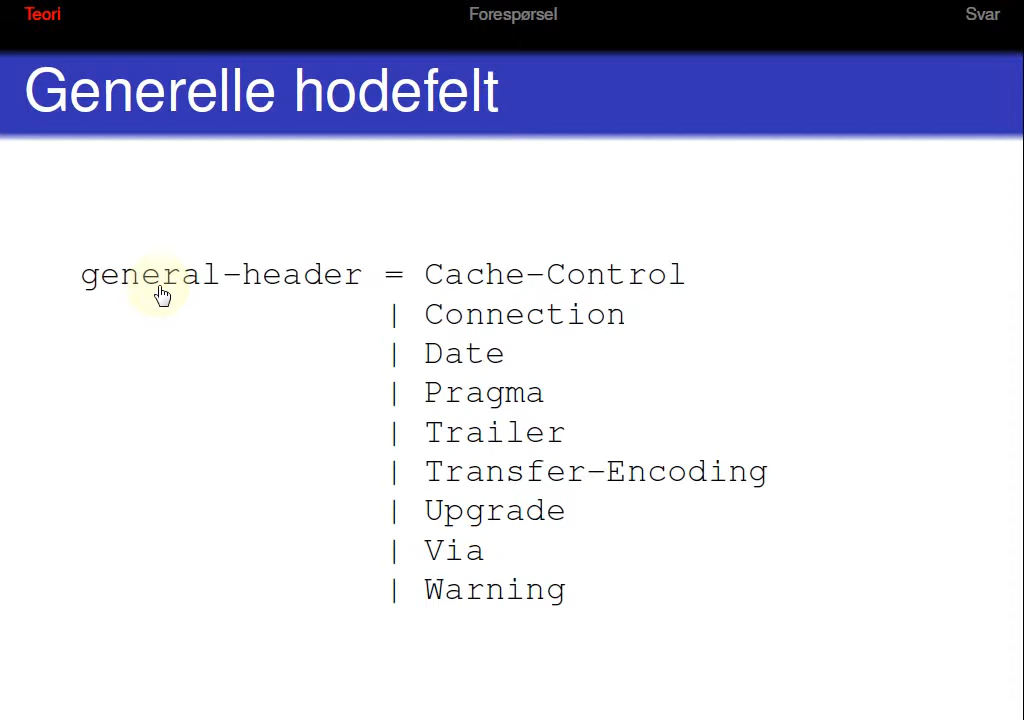 Teori Forespørsel Svar
Generelle hodefelt
general-header = Cache-Control
| Connection
| Date
| Pragma
| Trailer
| Transfer-Encoding
| Upgrade
| Via
| Warning